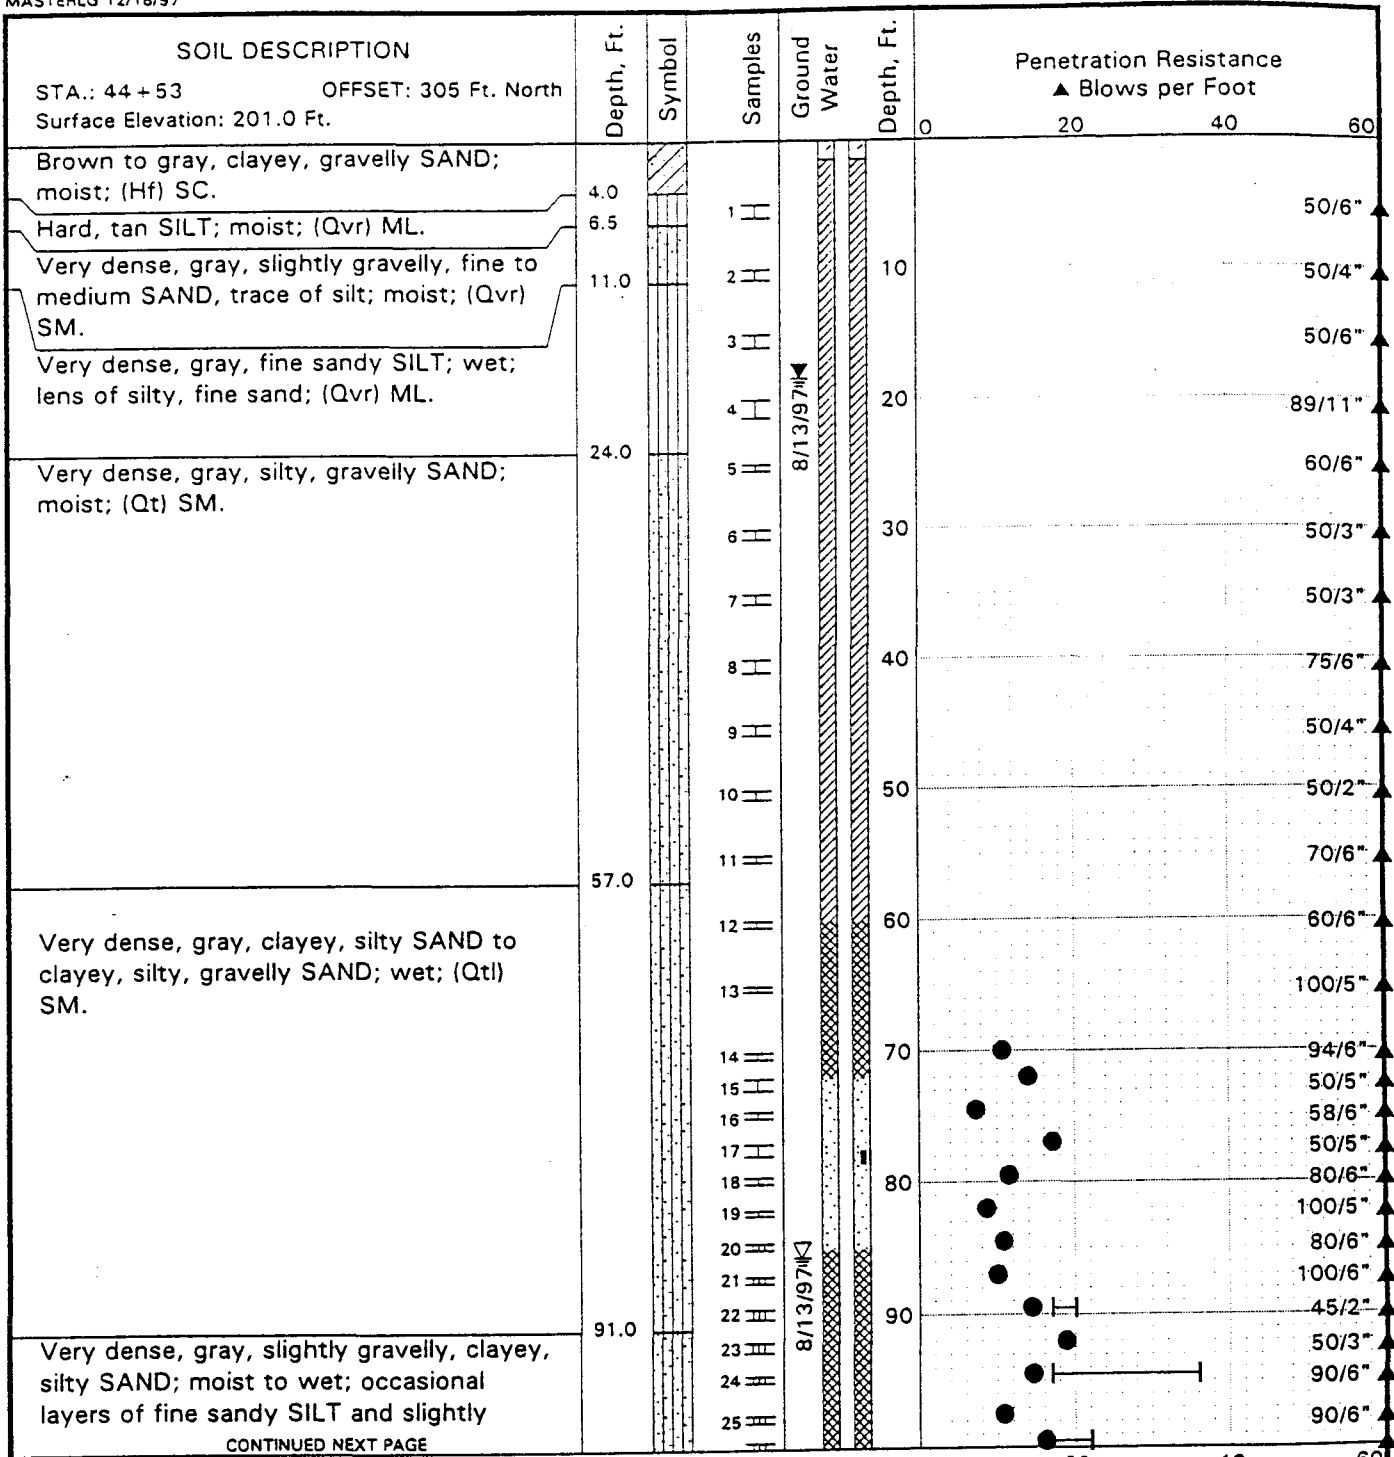 MASTERLG 12/18/97
SOIL DESCRIPTION
STA.: 44+53 OFFSET: 305 Ft. North
Surface Elevation: 201.0 Ft.
Depth, Ft.
Symbol
Samples
Ground
Water
Depth, Ft.
Penetration Resistance
▲ Blows per Foot
0 20 40 60
Brown to gray, clayey, gravelly SAND;
moist; (Hf) SC.
Hard, tan SILT; moist; (Qvr) ML.
Very dense, gray, slightly gravelly, fine to
medium SAND, trace of silt; moist; (Qvr)
SM.
Very dense, gray, fine sandy SILT; wet;
lens of silty, fine sand; (Qvr) ML.
Very dense, gray, silty, gravelly SAND;
moist; (Qt) SM.
Very dense, gray, clayey, silty SAND to
clayey, silty, gravelly SAND; wet; (Qtl)
SM.
Very dense, gray, slightly gravelly, clayey,
silty SAND; moist to wet; occasional
layers of fine sandy SILT and slightly
CONTINUED NEXT PAGE
4.0
6.5
11.0
24.0
57.0
91.0
1
2
3
4
5
6
7
8
9
10
11
12
13
14
15
16
17
18
19
20
21
22
23
24
25
8/13/97
8/13/97
10
20
30
40
50
60
70
80
90
50/6"
50/4"
50/6"
89/11"
60/6"
50/3"
50/3"
75/6"
50/4"
50/2"
70/6"
60/6"
100/5"
94/6"
50/5"
58/6"
50/5"
80/6"
100/5"
80/6"
100/6"
45/2"
50/3"
90/6"
90/6"